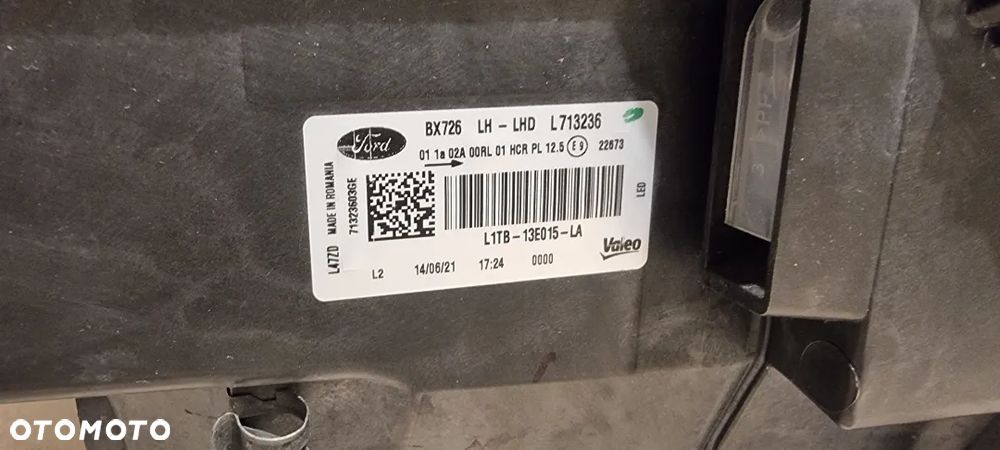 Ford
BX726 LH - LHD L713236
01 1a 02A 00RL 01 HCR PL 12.5 E9 22673
L47ZD MADE IN ROMANIA
71323603GE
LED
L1TB-13E015-LA
L2 14/06/21 17:24 0000
Valeo
OTOMOTO